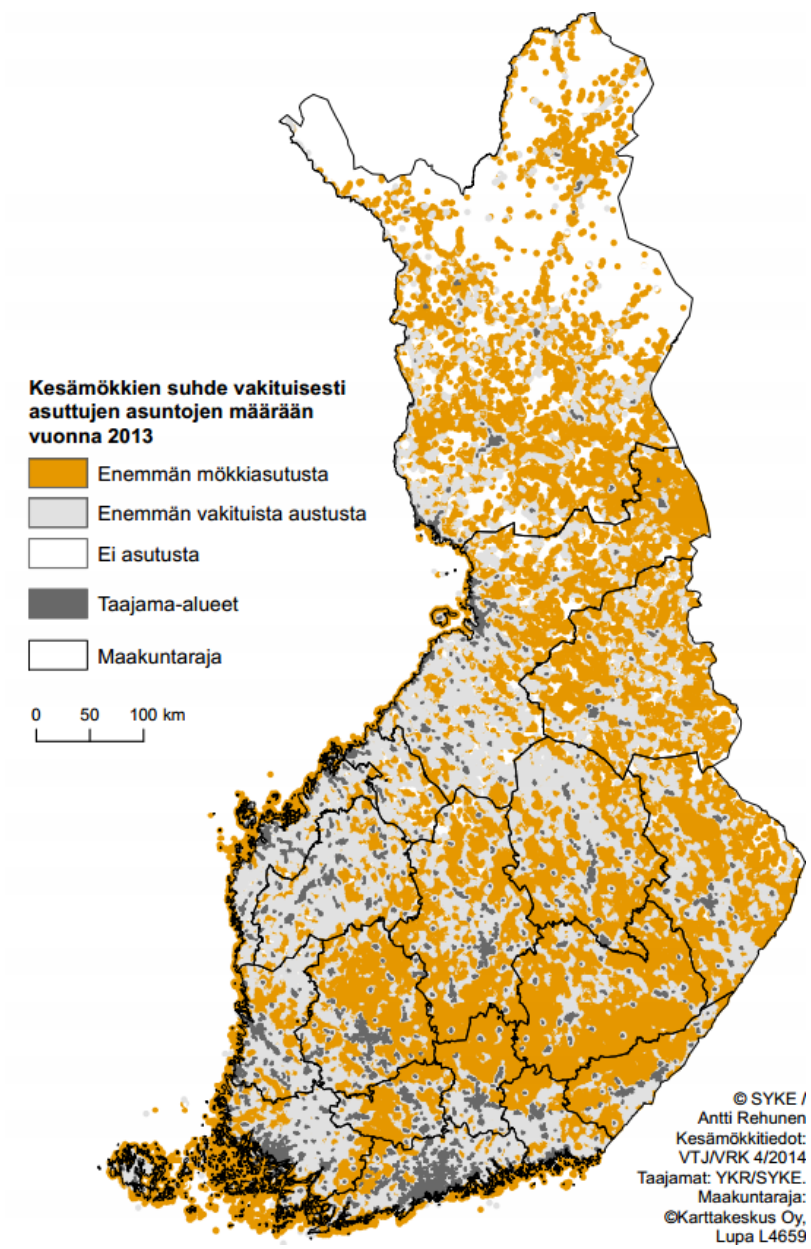 Kesämökkien suhde vakituisesti
asuttujen asuntojen määrään
vuonna 2013
Enemmän mökkiasutusta
Enemmän vakituista austusta
Ei asutusta
Taajama-alueet
Maakuntaraja
0 50 100 km
© SYKE /
Antti Rehunen
Kesämökkitiedot:
VTJ/VRK 4/2014
Taajamat: YKR/SYKE.
Maakuntaraja:
©Karttakeskus Oy,
Lupa L4659